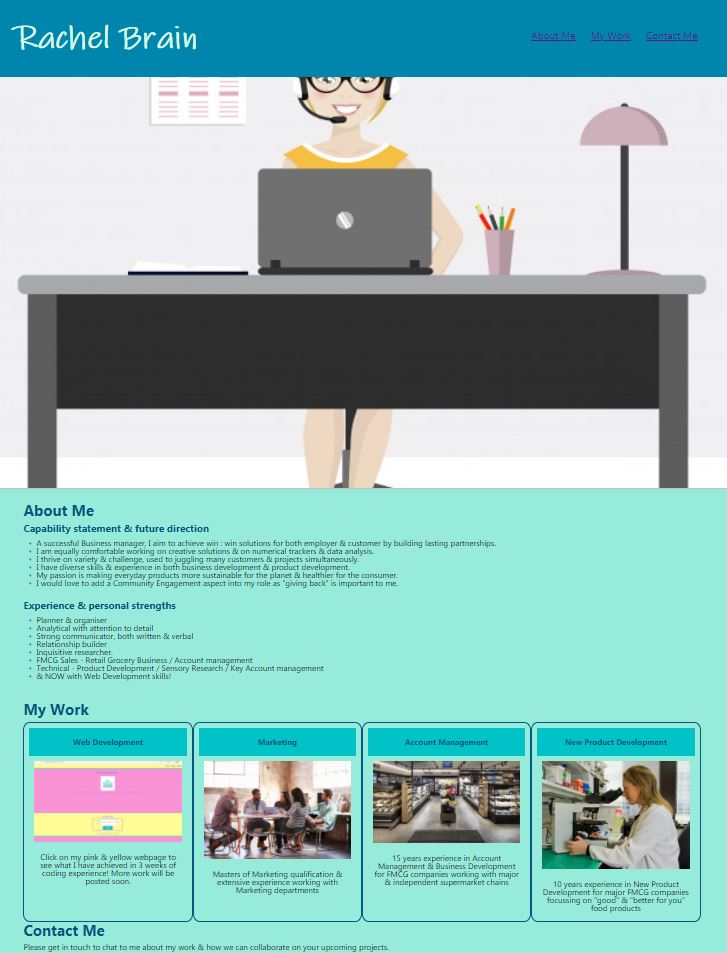 Rachel Brain
About Me My Work Contact Me
About Me
Capability statement & future direction
• A successful Business manager, I aim to achieve win : win solutions for both employer & customer by building lasting partnerships.
• I am equally comfortable working on creative solutions & on numerical trackers & data analysis.
• I thrive on variety & challenge, used to juggling many customers & projects simultaneously.
• I have diverse skills & experience in both business development & product development.
• My passion is making everyday products more sustainable for the planet & healthier for the consumer.
• I would love to add a Community Engagement aspect into my role as "giving back" is important to me.
Experience & personal strengths
• Planner & organiser
• Analytical with attention to detail
• Strong communicator, both written & verbal
• Relationship builder
• Inquisitive researcher.
• FMCG Sales - Retail Grocery Business / Account management
• Technical - Product Development / Sensory Research / Key Account management
• & NOW with Web Development skills!
My Work
Web Development
Click on my pink & yellow webpage to
see what I have achieved in 3 weeks of
coding experience! More work will be
posted soon.
Marketing
Masters of Marketing qualification &
extensive experience working with
Marketing departments
Account Management
15 years experience in Account
Management & Business Development
for FMCG companies working with major
& independent supermarket chains
New Product Development
10 years experience in New Product
Development for major FMCG companies
focussing on "good" & "better for you"
food products
Contact Me
Please get in touch to chat to me about my work & how we can collaborate on your upcoming projects.